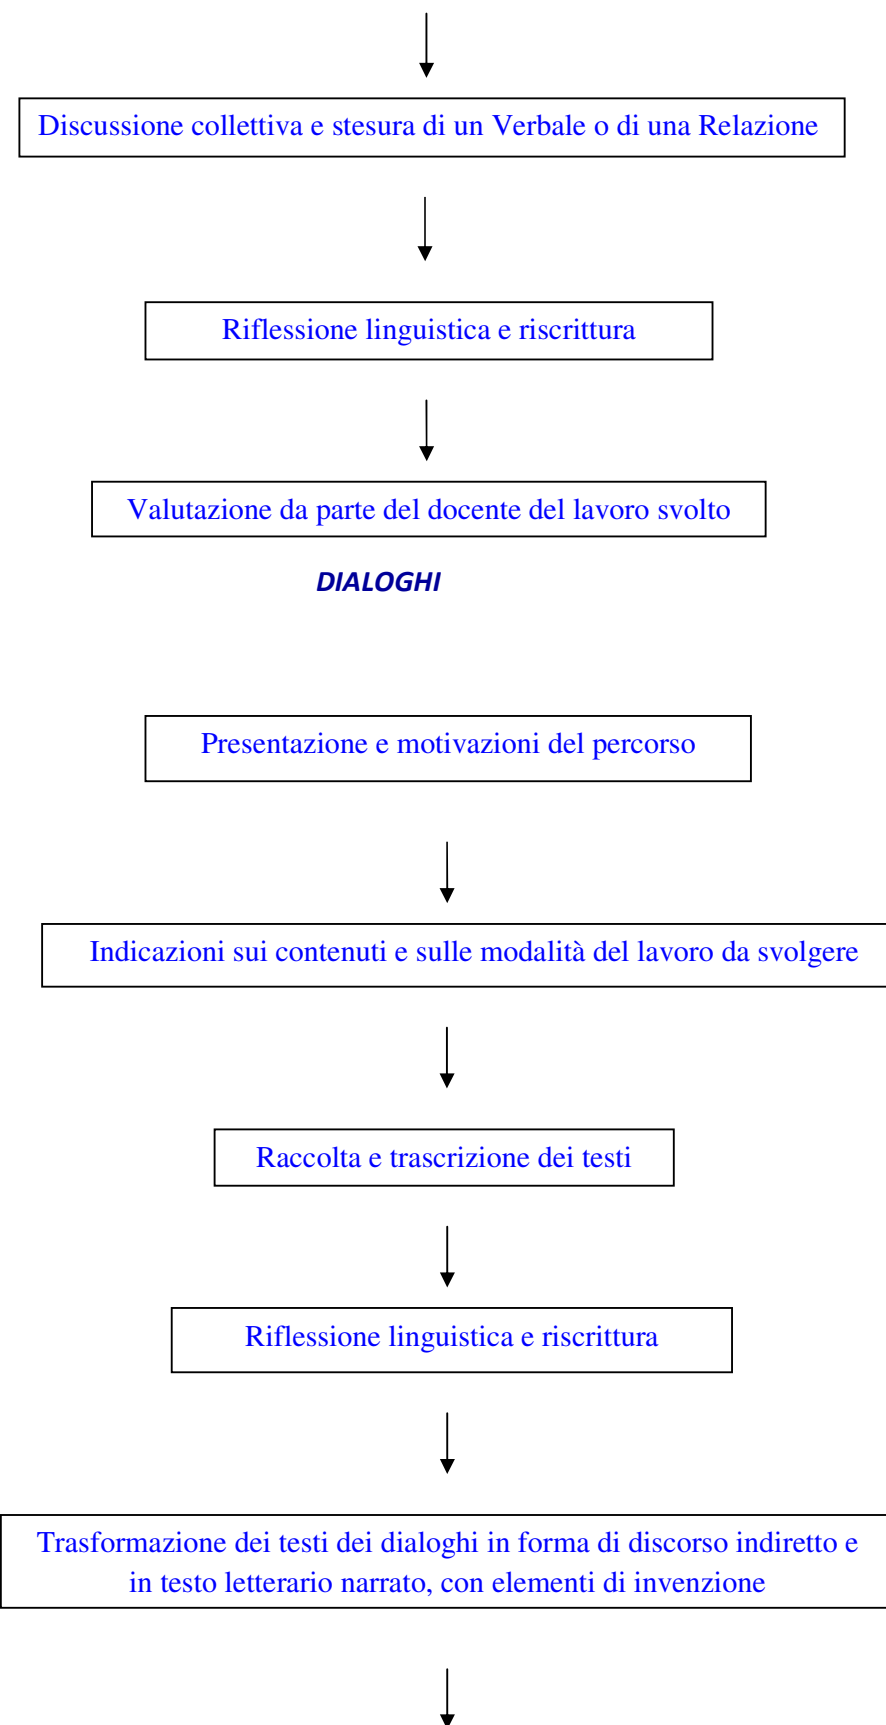 Discussione collettiva e stesura di un Verbale o di una Relazione
Riflessione linguistica e riscrittura
Valutazione da parte del docente del lavoro svolto
DIALOGHI
Presentazione e motivazioni del percorso
Indicazioni sui contenuti e sulle modalità del lavoro da svolgere
Raccolta e trascrizione dei testi
Riflessione linguistica e riscrittura
Trasformazione dei testi dei dialoghi in forma di discorso indiretto e
in testo letterario narrato, con elementi di invenzione